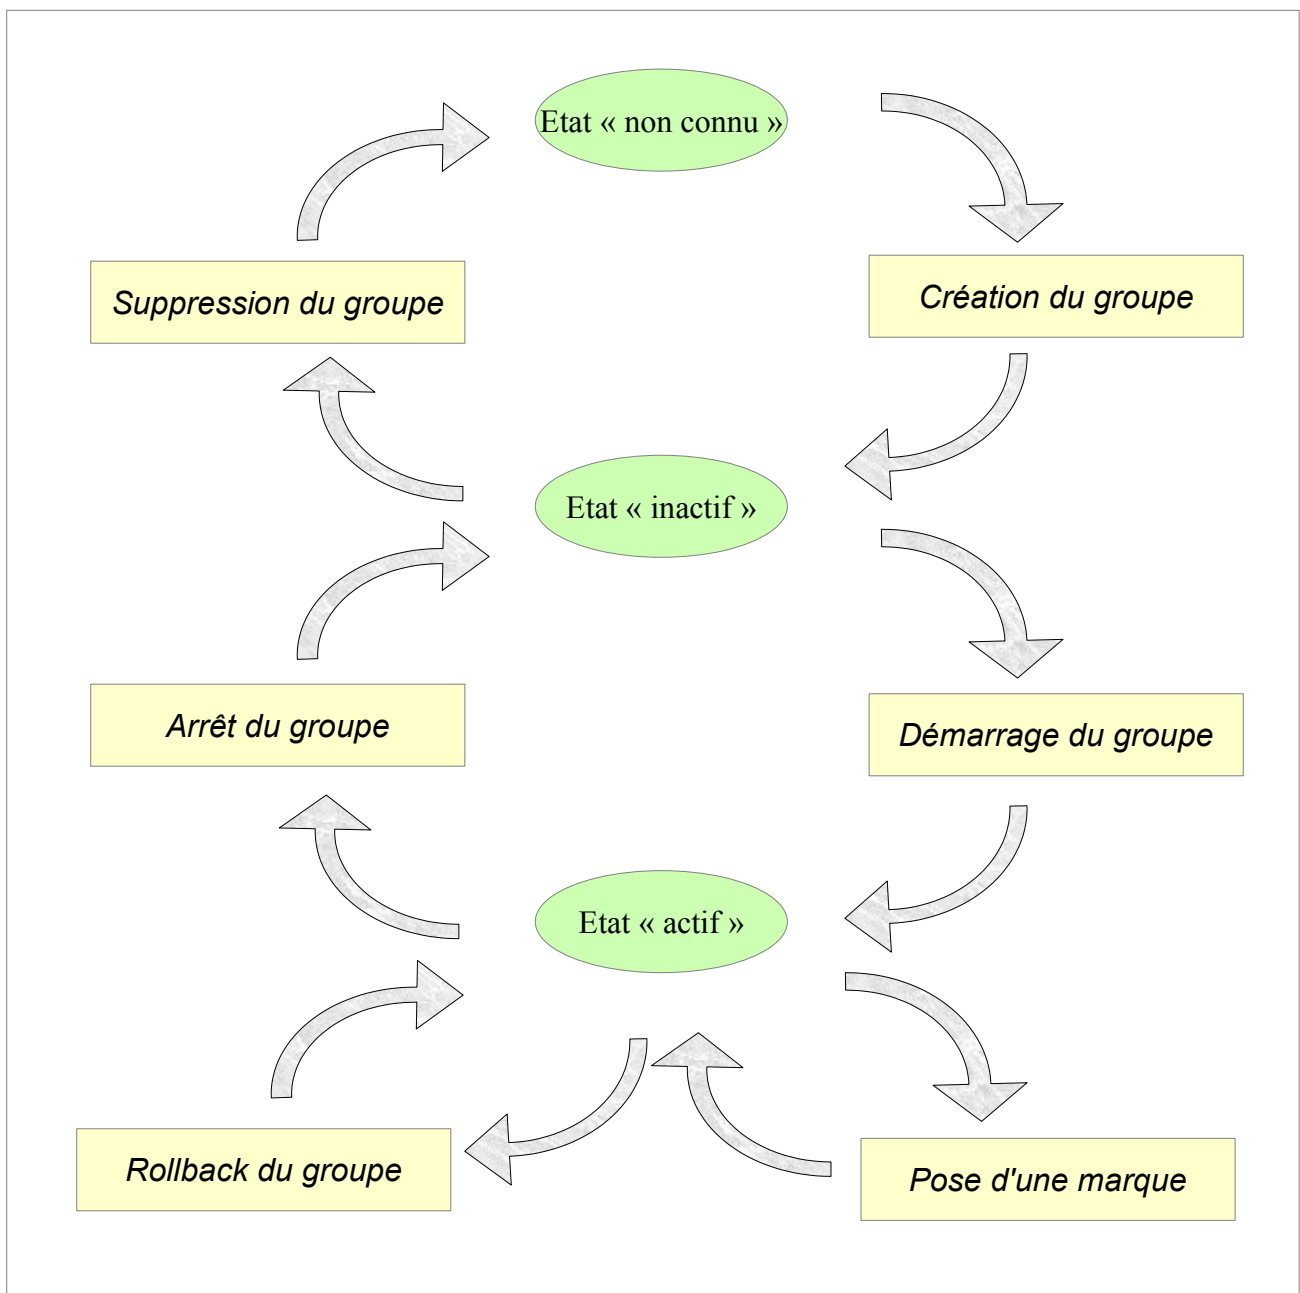 Etat « non connu »
Suppression du groupe
Création du groupe
Etat « inactif »
Arrêt du groupe
Démarrage du groupe
Etat « actif »
Rollback du groupe
Pose d'une marque